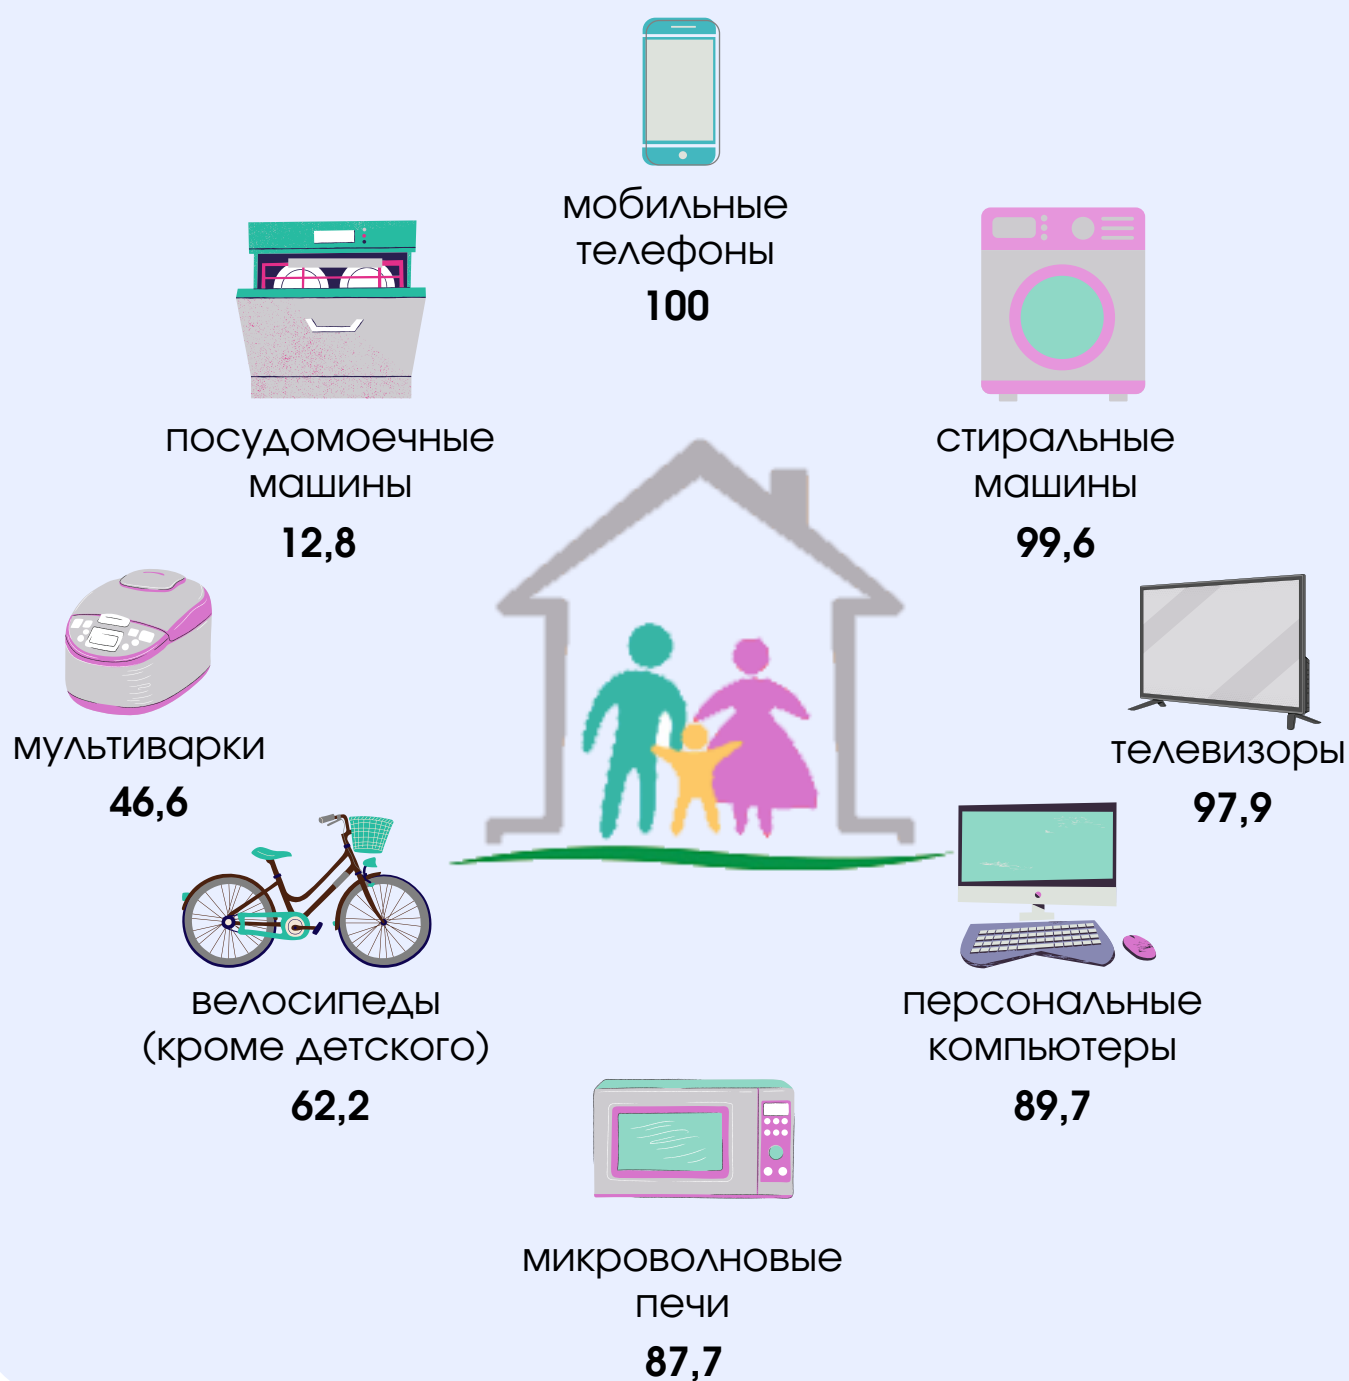 мобильные
телефоны
100
посудомоечные
машины
12,8
стиральные
машины
99,6
мультиварки
46,6
телевизоры
97,9
велосипеды
(кроме детского)
62,2
персональные
компьютеры
89,7
микроволновые
печи
87,7